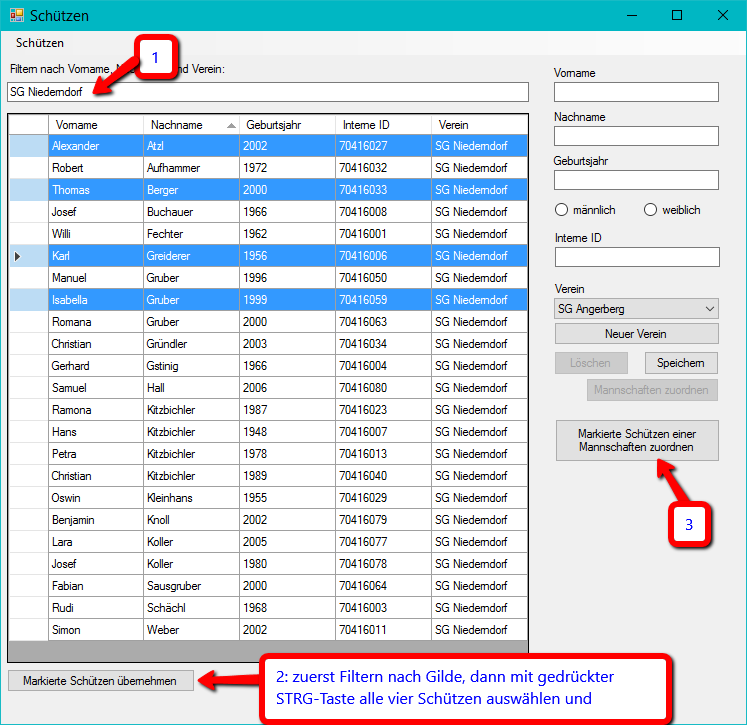 Schützen
Schützen
1
Filtern nach Vorname, nd Verein:
SG Niederndorf
Vorname Nachname Geburtsjahr Interne ID Verein
Alexander Atzl 2002 70416027 SG Niederndorf
Robert Aufhammer 1972 70416032 SG Niederndorf
Thomas Berger 2000 70416033 SG Niederndorf
Josef Buchauer 1966 70416008 SG Niederndorf
Willi Fechter 1962 70416001 SG Niederndorf
Karl Greiderer 1956 70416006 SG Niederndorf
Manuel Gruber 1996 70416050 SG Niederndorf
Isabella Gruber 1999 70416059 SG Niederndorf
Romana Gruber 2000 70416063 SG Niederndorf
Christian Gründler 2003 70416034 SG Niederndorf
Gerhard Gstinig 1966 70416004 SG Niederndorf
Samuel Hall 2006 70416080 SG Niederndorf
Ramona Kitzbichler 1987 70416023 SG Niederndorf
Hans Kitzbichler 1948 70416007 SG Niederndorf
Petra Kitzbichler 1978 70416013 SG Niederndorf
Christian Kitzbichler 1989 70416040 SG Niederndorf
Oswin Kleinhans 1955 70416029 SG Niederndorf
Benjamin Knoll 2002 70416079 SG Niederndorf
Lara Koller 2005 70416077 SG Niederndorf
Josef Koller 1980 70416078 SG Niederndorf
Fabian Sausgruber 2000 70416064 SG Niederndorf
Rudi Schächl 1968 70416003 SG Niederndorf
Simon Weber 2002 70416011 SG Niederndorf
Markierte Schützen übernehmen
2: zuerst Filtern nach Gilde, dann mit gedrückter
STRG-Taste alle vier Schützen auswählen und
Vorname
Nachname
Geburtsjahr
männlich weiblich
Interne ID
Verein
SG Angerberg
Neuer Verein
Löschen Speichern
Mannschaften zuordnen
Markierte Schützen einer
Mannschaften zuordnen
3